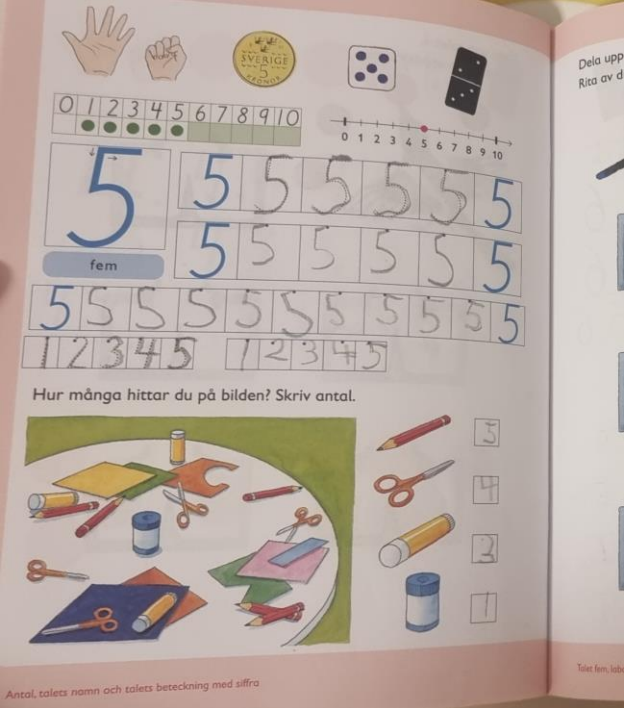 SVERIGE
5
KRONOR
0 1 2 3 4 5 6 7 8 9 10
0 1 2 3 4 5 6 7 8 9 10
5
5 5 5 5 5 5
5 5 5 5 5 5
fem
5 5 5 5 5 5 5 5 5 5 5
1 2 3 4 5 1 2 3 4 5
Hur många hittar du på bilden? Skriv antal.
5
4
3
1
Antal, talets namn och talets beteckning med siffra
Dela upp
Rita av d
Talet fem, lab